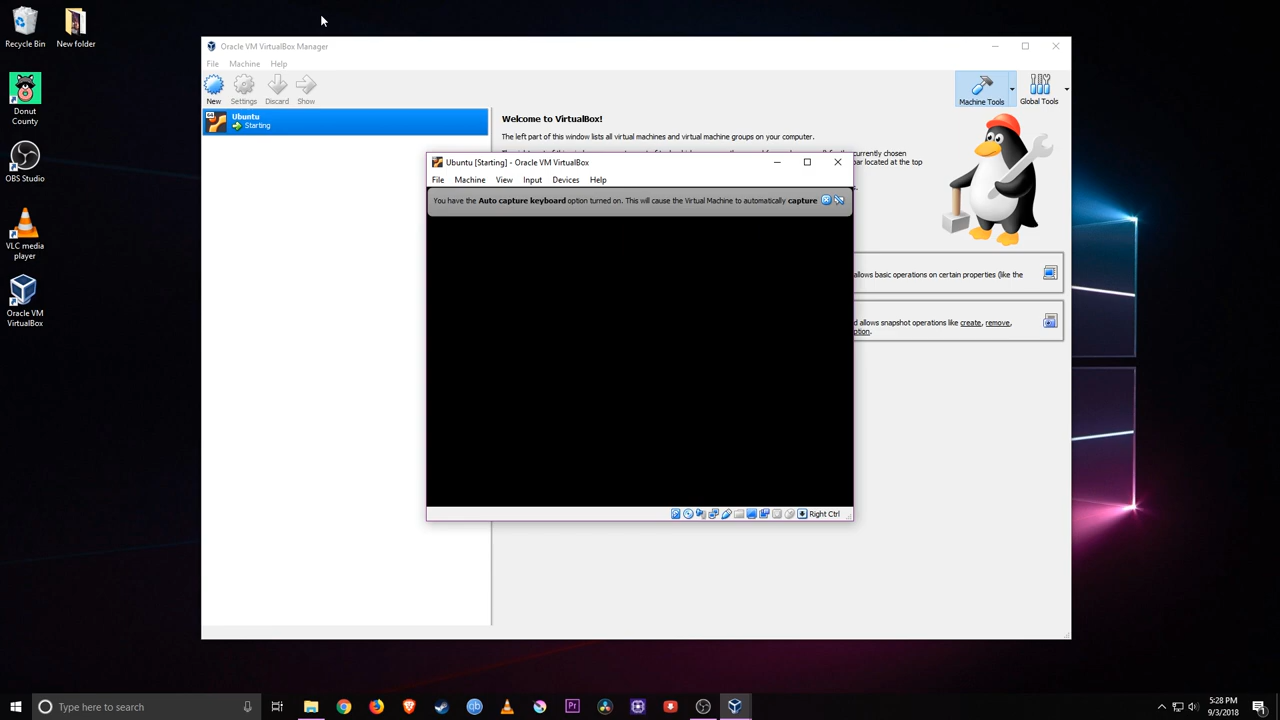 Recycle Bin
New folder
Donut
County
OBS Studio
VLC media
player
Oracle VM
VirtualBox
Oracle VM VirtualBox Manager
File Machine Help
New Settings Discard Show
Machine Tools Global Tools
Ubuntu
Starting
Welcome to VirtualBox!
The left part of this window lists all virtual machines and virtual machine groups on your computer.
currently chosen
bar located at the top
Ubuntu [Starting] - Oracle VM VirtualBox
File Machine View Input Devices Help
You have the Auto capture keyboard option turned on. This will cause the Virtual Machine to automatically capture
allows basic operations on certain properties (like the
d allows snapshot operations like create, remove,
ption.
Right Ctrl
Type here to search
5:28 PM
9/3/2018